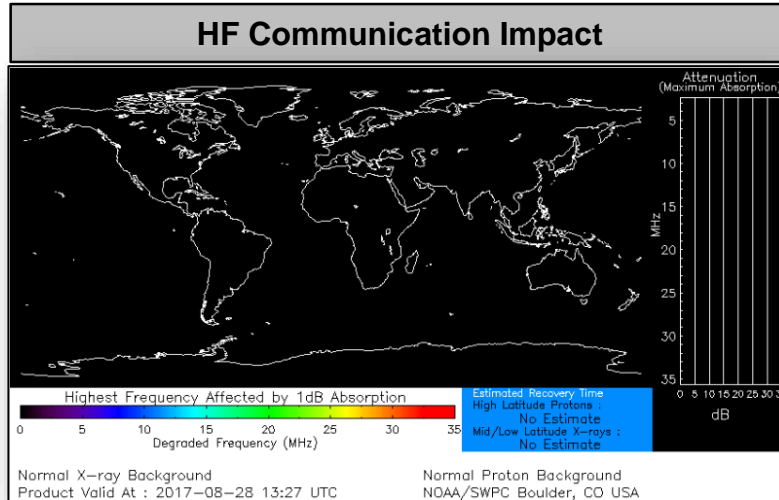 HF Communication Impact
Attenuation
(Maximum Absorption)
5
10
15
20
25
30
35
MHz
0 5 10 15 20 25 30
dB
Highest Frequency Affected by 1dB Absorption
0 5 10 15 20 25 30 35
Degraded Frequency (MHz)
Estimated Recovery Time
High Latitude Protons :
No Estimate
Mid/Low Latitude X-rays :
No Estimate
Normal X-ray Background
Product Valid At : 2017-08-28 13:27 UTC
Normal Proton Background
NOAA/SWPC Boulder, CO USA